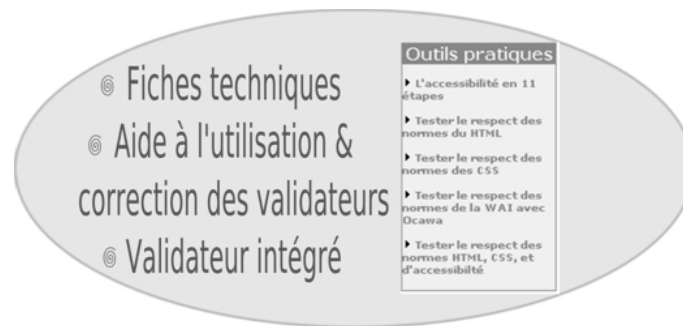 Fiches techniques
Aide à l'utilisation &
correction des validateurs
Validateur intégré
Outils pratiques
L'accessibilité en 11
étapes
Tester le respect des
normes du HTML
Tester le respect des
normes des CSS
Tester le respect des
normes de la WAI avec
Ocawa
Tester le respect des
normes HTML, CSS, et
d'accessibilté